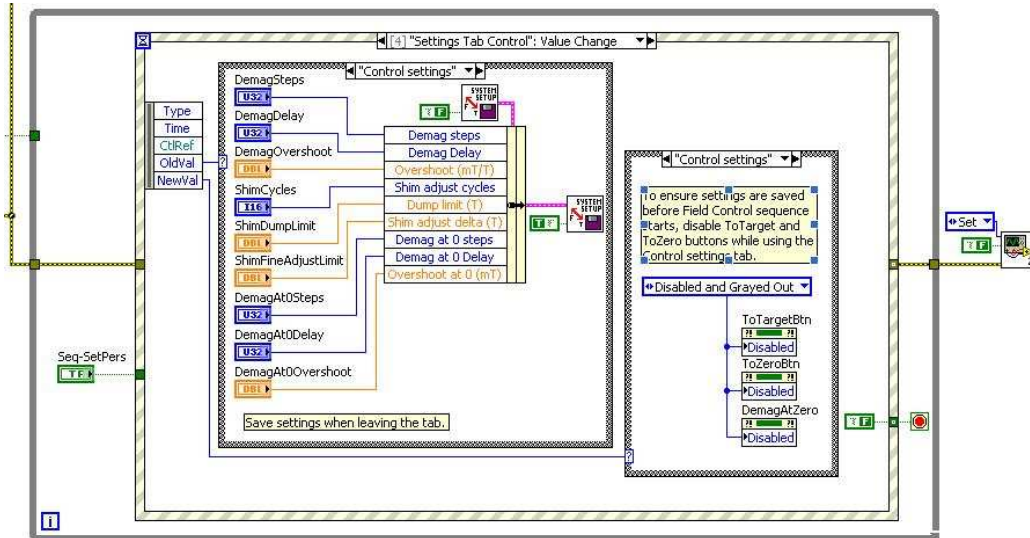 [4] "Settings Tab Control": Value Change
"Control settings"
DemagSteps
U32
SYSTEM
SETUP
F
T
F
Type
Time
CtlRef
OldVal
NewVal
DemagDelay
U32
Demag steps
Demag Delay
Overshoot (mT/T)
Shim adjust cycles
Dump limit (T)
Shim adjust delta (T)
Demag at 0 steps
Demag at 0 Delay
Overshoot at 0 (mT)
DemagOvershoot
DBL
ShimCycles
I16
ShimDumpLimit
DBL
ShimFineAdjustLimit
DBL
DemagAt0Steps
U32
DemagAt0Delay
U32
DemagAt0Overshoot
DBL
SYSTEM
SETUP
F
T
T
Save settings when leaving the tab.
?
Seq-SetPers
TF
"Control settings"
To ensure settings are saved
before Field Control sequence
starts, disable ToTarget and
ToZero buttons while using the
Control settings tab.
Disabled and Grayed Out
ToTargetBtn
?! ?!
Disabled
ToZeroBtn
?! ?!
Disabled
DemagAtZero
?! ?!
Disabled
?
F
Set
F
i